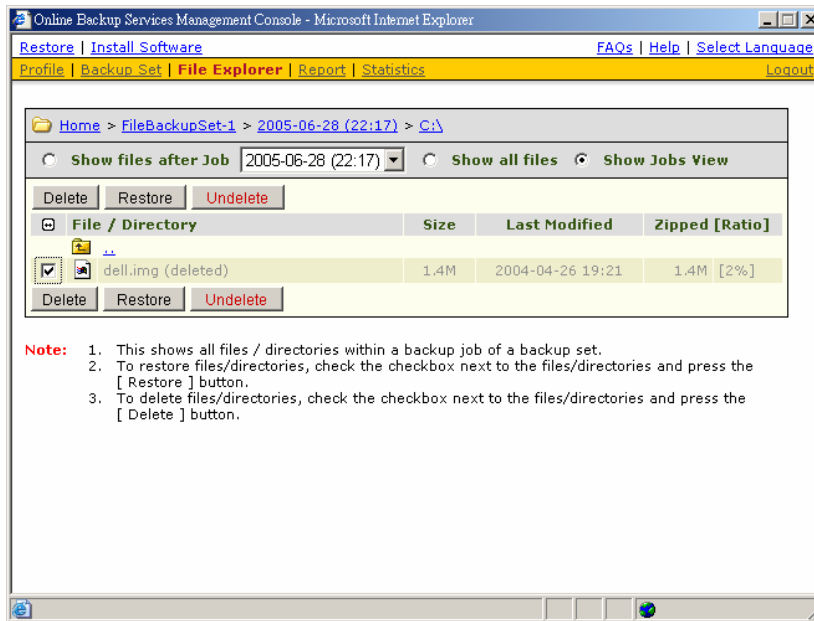 Online Backup Services Management Console - Microsoft Internet Explorer
Restore | Install Software FAQs | Help | Select Language
Profile | Backup Set | File Explorer | Report | Statistics Logout
Home > FileBackupSet-1 > 2005-06-28 (22:17) > C:\
Show files after Job 2005-06-28 (22:17) Show all files Show Jobs View
Delete Restore Undelete
File / Directory Size Last Modified Zipped [Ratio]
..
dell.img (deleted) 1.4M 2004-04-26 19:21 1.4M [2%]
Delete Restore Undelete
Note: 1. This shows all files / directories within a backup job of a backup set.
2. To restore files/directories, check the checkbox next to the files/directories and press the
[ Restore ] button.
3. To delete files/directories, check the checkbox next to the files/directories and press the
[ Delete ] button.